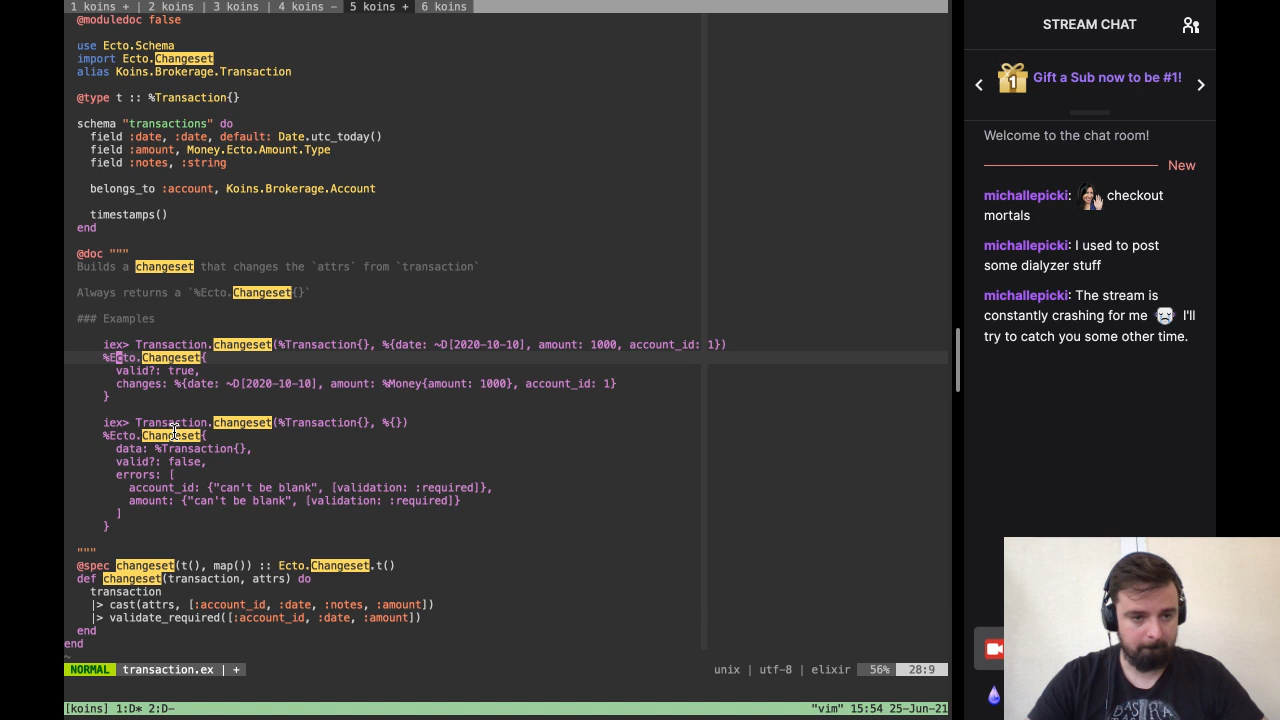 1 koins + | 2 koins | 3 koins | 4 koins – 5 koins + 6 koins
@moduledoc false
use Ecto.Schema
import Ecto.Changeset
alias Koins.Brokerage.Transaction
@type t :: %Transaction{}
schema "transactions" do
field :date, :date, default: Date.utc_today()
field :amount, Money.Ecto.Amount.Type
field :notes, :string
belongs_to :account, Koins.Brokerage.Account
timestamps()
end
@doc """
Builds a changeset that changes the `attrs` from `transaction`
Always returns a `%Ecto.Changeset{}`
### Examples
iex> Transaction.changeset(%Transaction{}, %{date: ~D[2020-10-10], amount: 1000, account_id: 1})
%Ecto.Changeset{
valid?: true,
changes: %{date: ~D[2020-10-10], amount: %Money{amount: 1000}, account_id: 1}
}
iex> Transaction.changeset(%Transaction{}, %{})
%Ecto.Changeset{
data: %Transaction{},
valid?: false,
errors: [
account_id: {"can't be blank", [validation: :required]},
amount: {"can't be blank", [validation: :required]}
]
}
"""
@spec changeset(t(), map()) :: Ecto.Changeset.t()
def changeset(transaction, attrs) do
transaction
|> cast(attrs, [:account_id, :date, :notes, :amount])
|> validate_required([:account_id, :date, :amount])
end
end
~
NORMAL transaction.ex | + unix | utf-8 | elixir 56% 28:9
[koins] 1:D* 2:D- "vim" 15:54 25-Jun-21
STREAM CHAT
1 Gift a Sub now to be #1!
Welcome to the chat room!
New
michallepicki: checkout
mortals
michallepicki: I used to post
some dialyzer stuff
michallepicki: The stream is
constantly crashing for me I'll
try to catch you some other time.